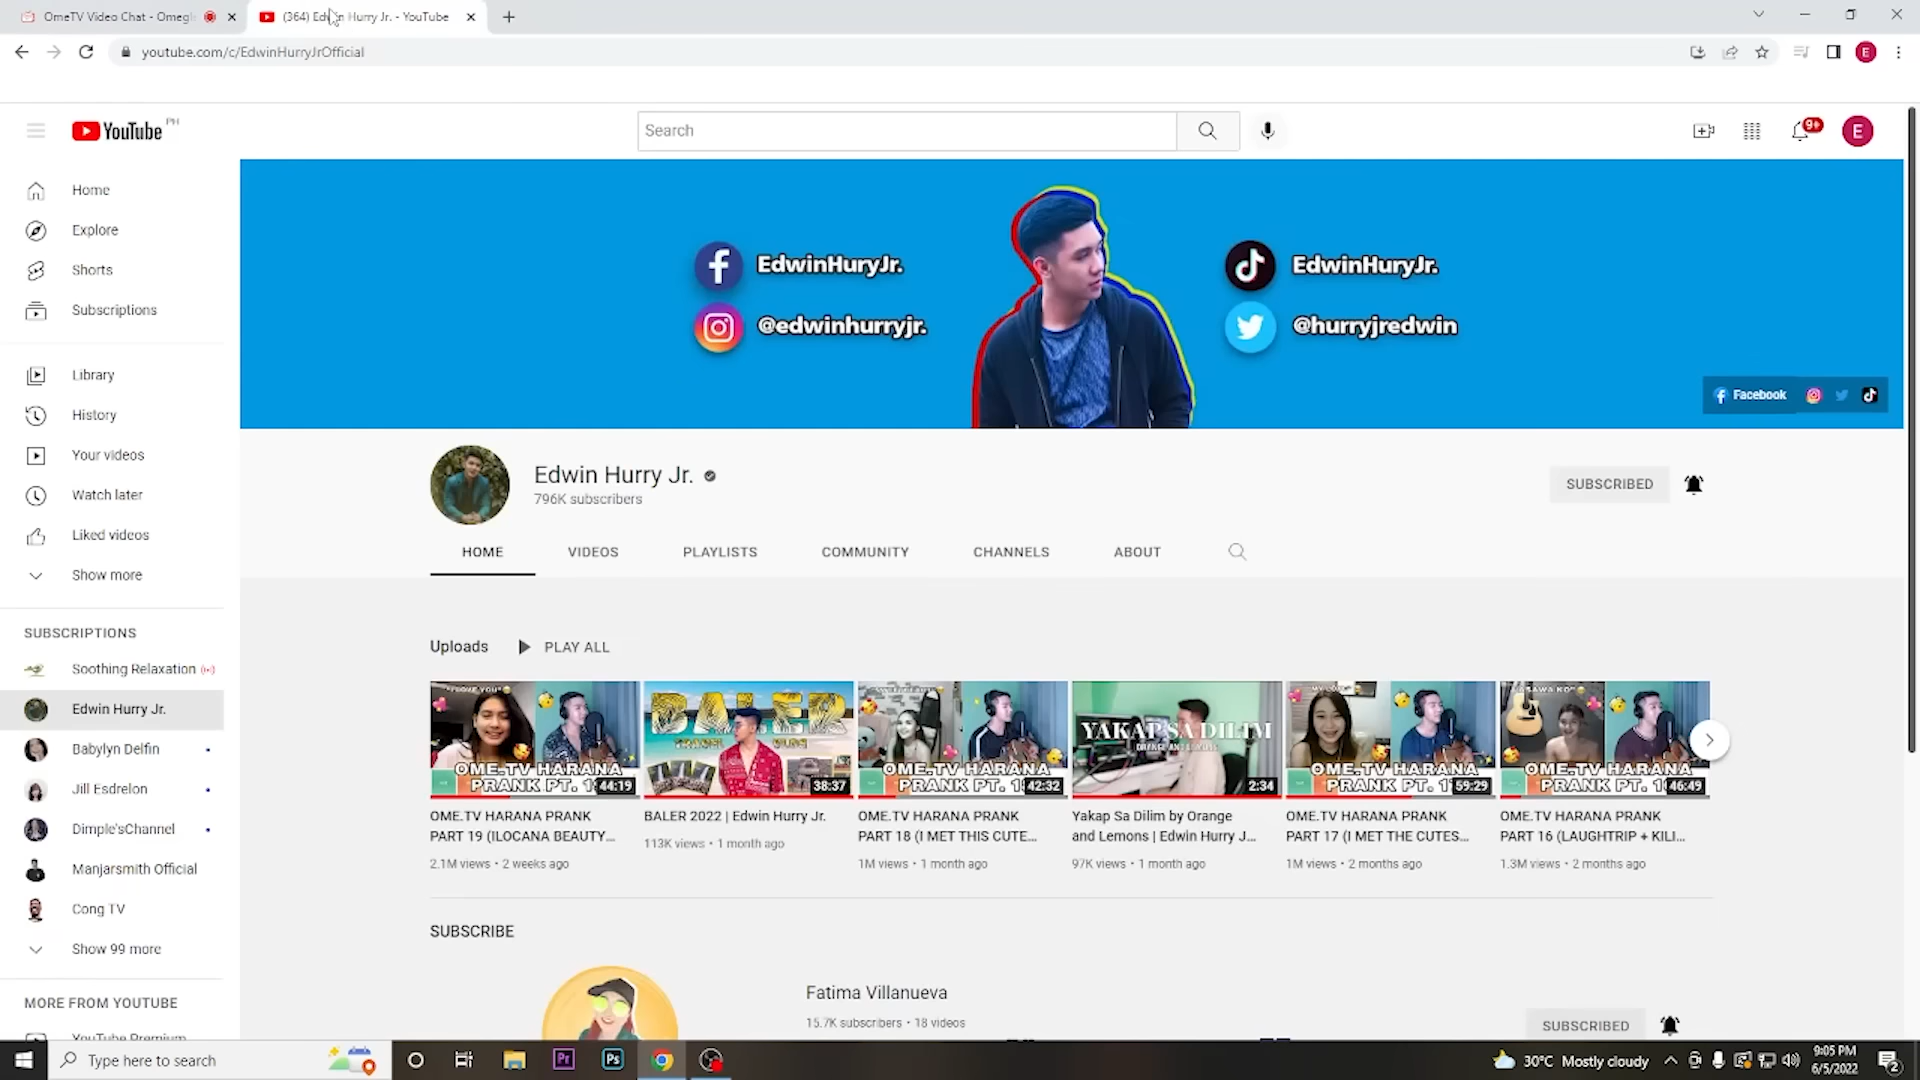 OmeTV Video Chat - Omegl
(364) Edwin Hurry Jr. - YouTube
youtube.com/c/EdwinHurryJrOfficial
E
YouTube PH
Search
9+
E
Home
Explore
Shorts
Subscriptions
Library
History
Your videos
Watch later
Liked videos
Show more
SUBSCRIPTIONS
Soothing Relaxation
Edwin Hurry Jr.
Babylyn Delfin
Jill Esdrelon
Dimple'sChannel
Manjarsmith Official
Cong TV
Show 99 more
MORE FROM YOUTUBE
YouTube Premium
EdwinHuryJr.
@edwinhurryjr.
EdwinHuryJr.
@hurryjredwin
Facebook
Edwin Hurry Jr.
796K subscribers
SUBSCRIBED
HOME
VIDEOS
PLAYLISTS
COMMUNITY
CHANNELS
ABOUT
Uploads
PLAY ALL
OME.TV HARANA
PRANK PT. 1
44:19
BALER
TRAVEL VLOG
38:37
OME.TV HARANA
PRANK PT. 1
42:32
YAKAP SA DILIM
ORANGE AND LEMONS
2:34
OME.TV HARANA
PRANK PT. 1
59:29
OME.TV HARANA
PRANK PT. 1
46:49
OME.TV HARANA PRANK
PART 19 (ILOCANA BEAUTY...
2.1M views • 2 weeks ago
BALER 2022 | Edwin Hurry Jr.
113K views • 1 month ago
OME.TV HARANA PRANK
PART 18 (I MET THIS CUTE...
1M views • 1 month ago
Yakap Sa Dilim by Orange
and Lemons | Edwin Hurry J...
97K views • 1 month ago
OME.TV HARANA PRANK
PART 17 (I MET THE CUTES...
1M views • 2 months ago
OME.TV HARANA PRANK
PART 16 (LAUGHTRIP + KILI...
1.3M views • 2 months ago
SUBSCRIBE
Fatima Villanueva
15.7K subscribers • 18 videos
SUBSCRIBED
Type here to search
Pr
Ps
30°C Mostly cloudy
9:05 PM
6/5/2022
2